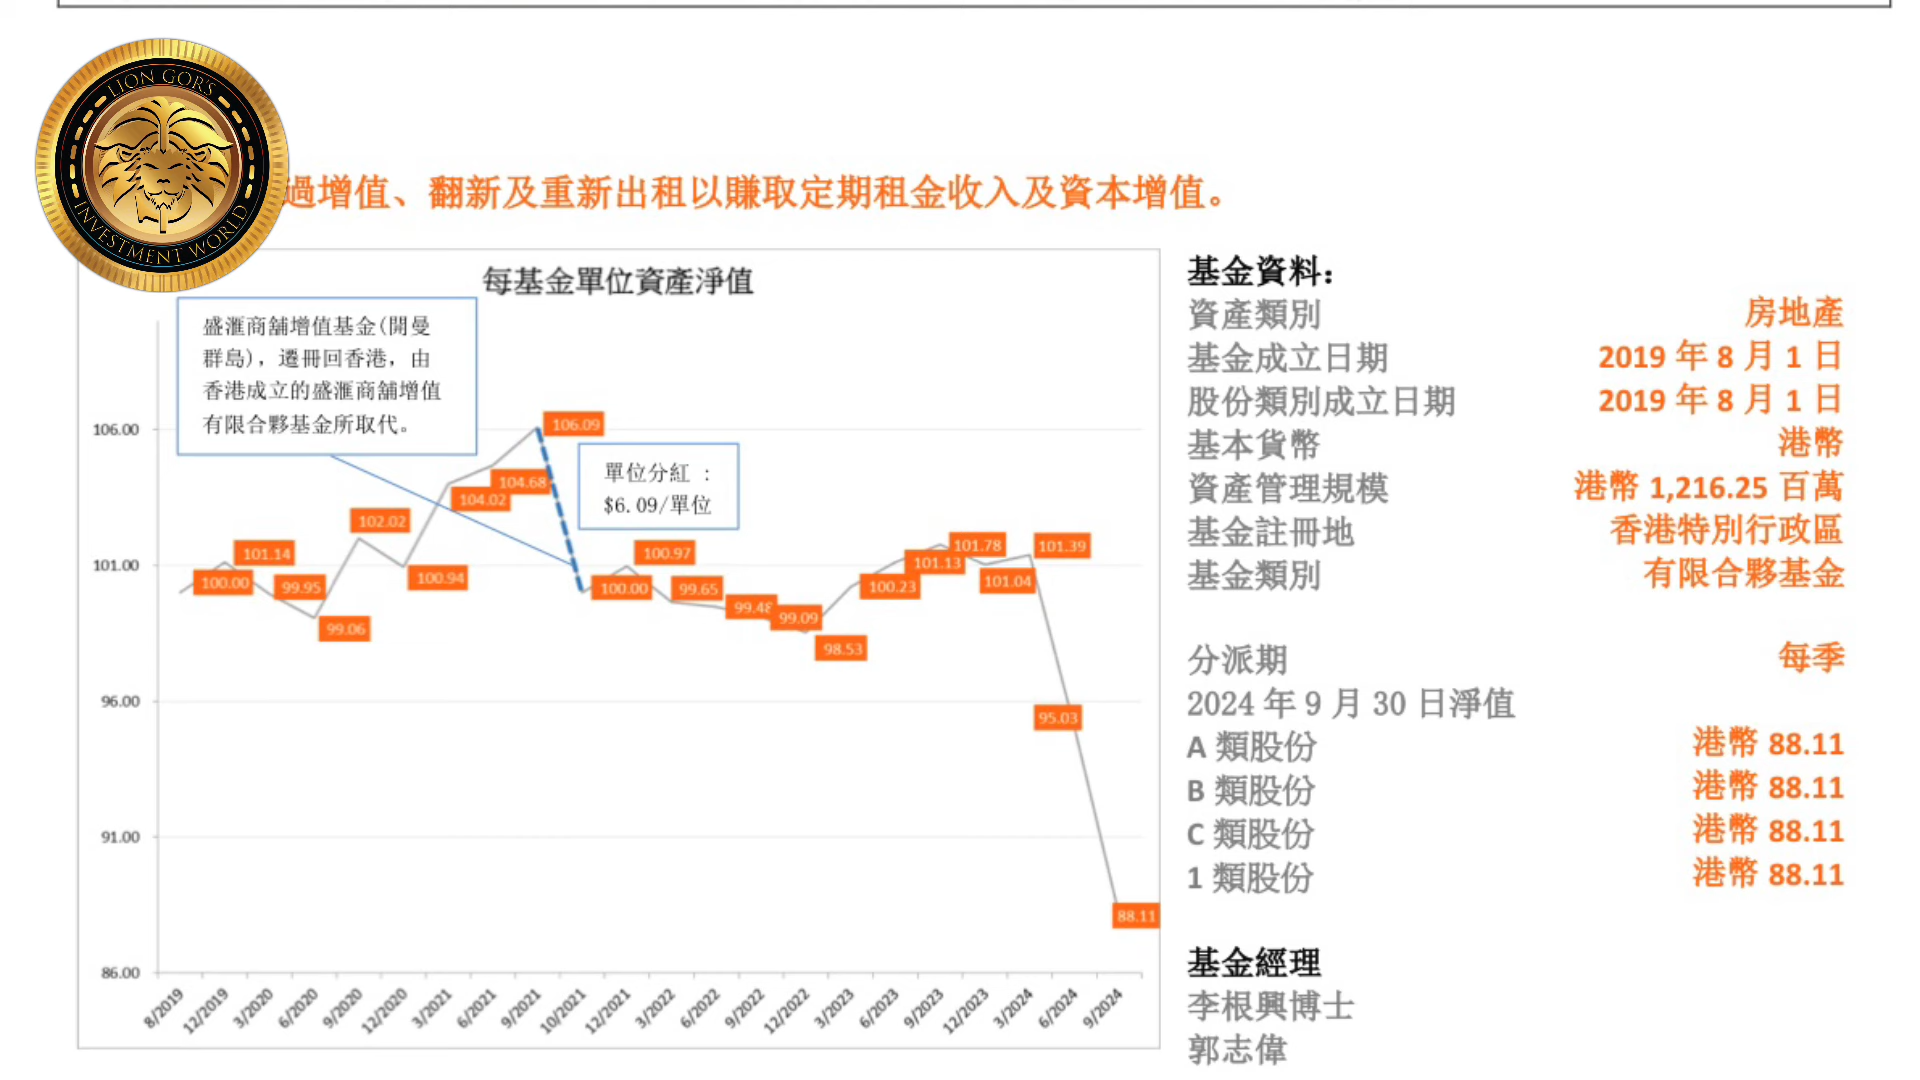 LION GOR'S
INVESTMENT WORLD
過增值、翻新及重新出租以賺取定期租金收入及資本增值。
每基金單位資產淨值
盛滙商舖增值基金(開曼
群島)，遷冊回香港，由
香港成立的盛滙商舖增值
有限合夥基金所取代。
單位分紅 :
$6.09/單位
106.00
101.00
96.00
91.00
86.00
100.00
101.14
99.95
99.06
102.02
100.94
104.02
104.68
106.09
100.00
100.97
99.65
99.48
99.09
98.53
100.23
101.13
101.78
101.04
101.39
95.03
88.11
8/2019
12/2019
3/2020
6/2020
9/2020
12/2020
3/2021
6/2021
9/2021
10/2021
12/2021
3/2022
6/2022
9/2022
12/2022
3/2023
6/2023
9/2023
12/2023
3/2024
6/2024
9/2024
基金資料:
資產類別 房地產
基金成立日期 2019 年 8 月 1 日
股份類別成立日期 2019 年 8 月 1 日
基本貨幣 港幣
資產管理規模 港幣 1,216.25 百萬
基金註冊地 香港特別行政區
基金類別 有限合夥基金
分派期 每季
2024 年 9 月 30 日淨值
A 類股份 港幣 88.11
B 類股份 港幣 88.11
C 類股份 港幣 88.11
1 類股份 港幣 88.11
基金經理
李根興博士
郭志偉